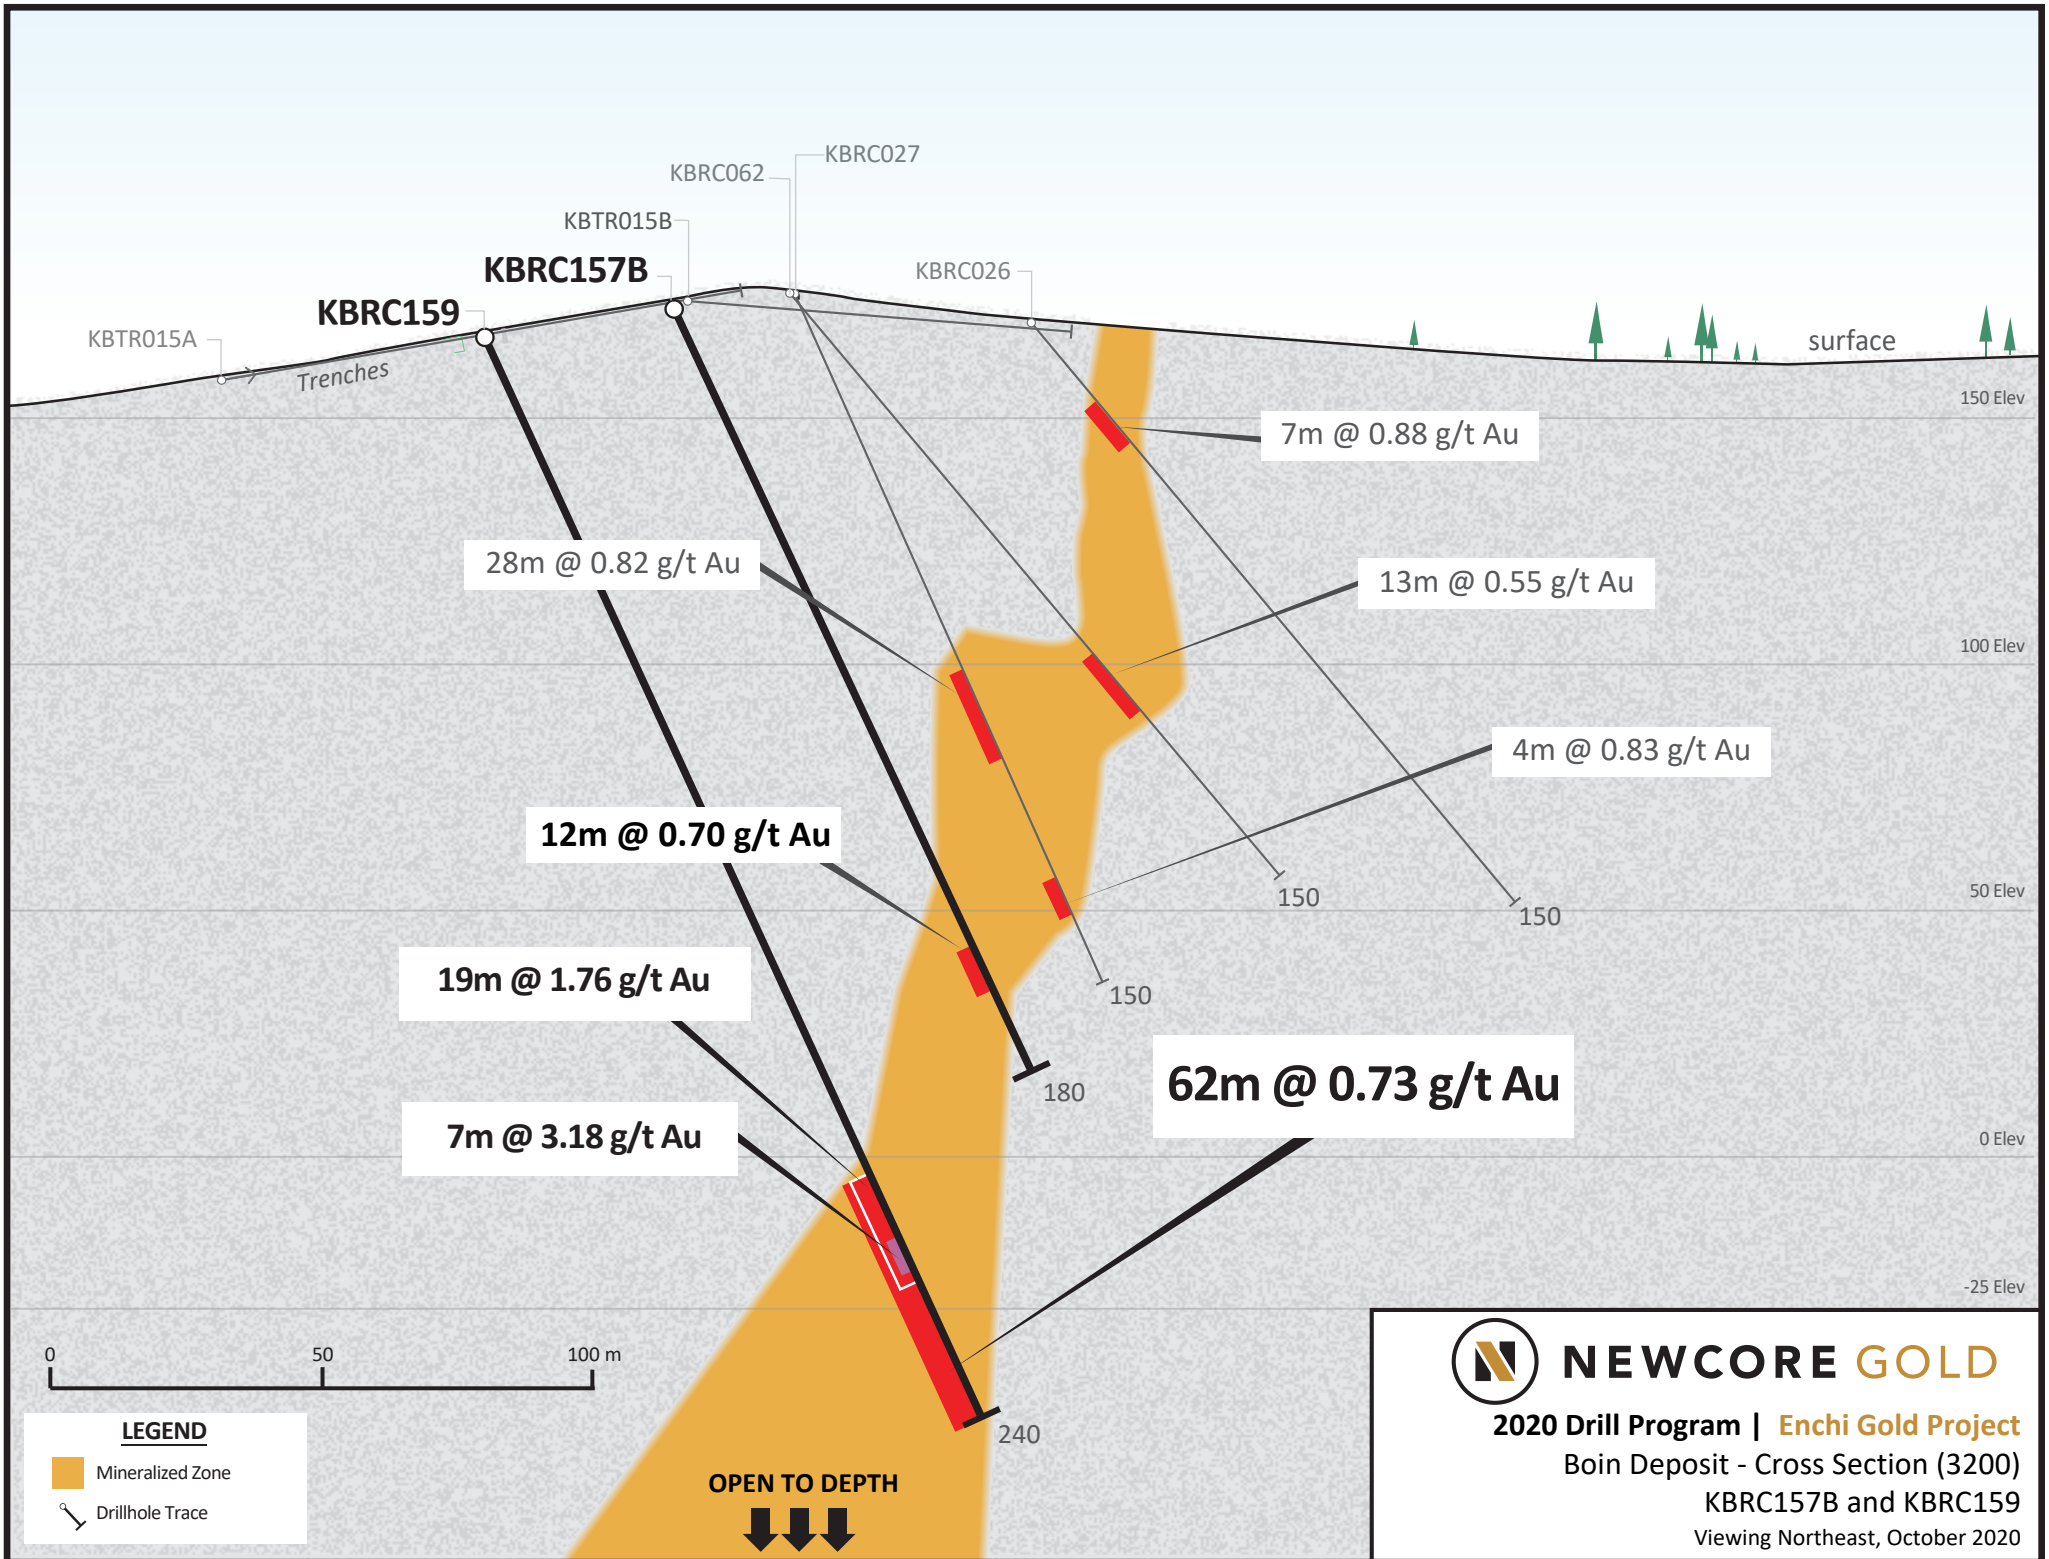 KBRC027
KBRC062
KBTR015B
KBRC157B
KBRC026
KBRC159
KBTR015A
Trenches
surface
150 Elev
7m @ 0.88 g/t Au
28m @ 0.82 g/t Au
13m @ 0.55 g/t Au
100 Elev
4m @ 0.83 g/t Au
12m @ 0.70 g/t Au
50 Elev
150
150
19m @ 1.76 g/t Au
150
180
62m @ 0.73 g/t Au
7m @ 3.18 g/t Au
0 Elev
-25 Elev
0 50 100 m
240
LEGEND
Mineralized Zone
Drillhole Trace
OPEN TO DEPTH
N NEWCORE GOLD
2020 Drill Program | Enchi Gold Project
Boin Deposit - Cross Section (3200)
KBRC157B and KBRC159
Viewing Northeast, October 2020